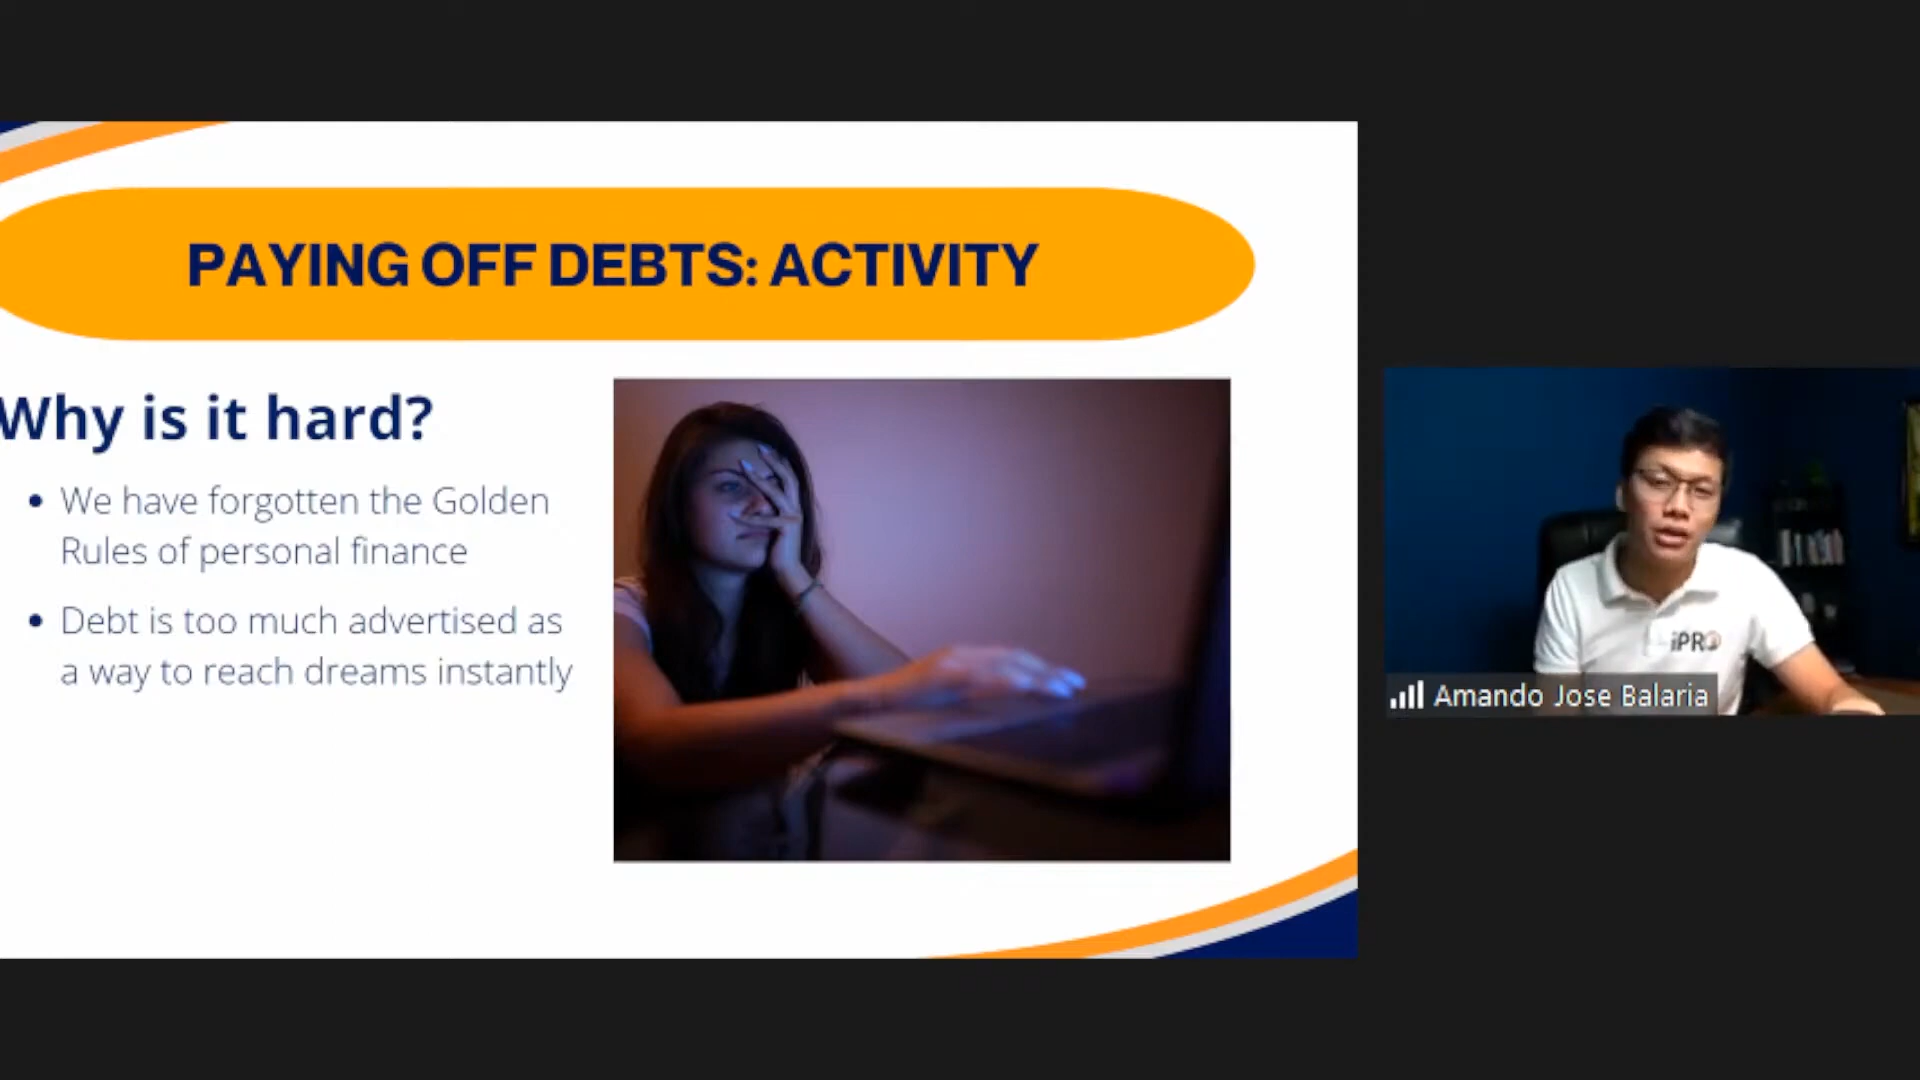 PAYING OFF DEBTS: ACTIVITY
Why is it hard?
• We have forgotten the Golden
Rules of personal finance
• Debt is too much advertised as
a way to reach dreams instantly
iPRO
Amando Jose Balaria